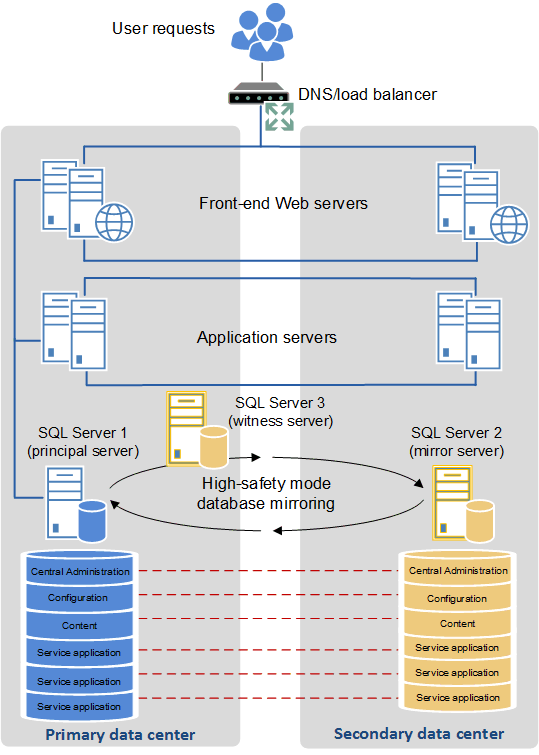 User requests
DNS/load balancer
Front-end Web servers
Application servers
SQL Server 3
(witness server)
SQL Server 1
(principal server)
SQL Server 2
(mirror server)
High-safety mode
database mirroring
Central Administration
Configuration
Content
Service application
Service application
Service application
Central Administration
Configuration
Content
Service application
Service application
Service application
Primary data center
Secondary data center